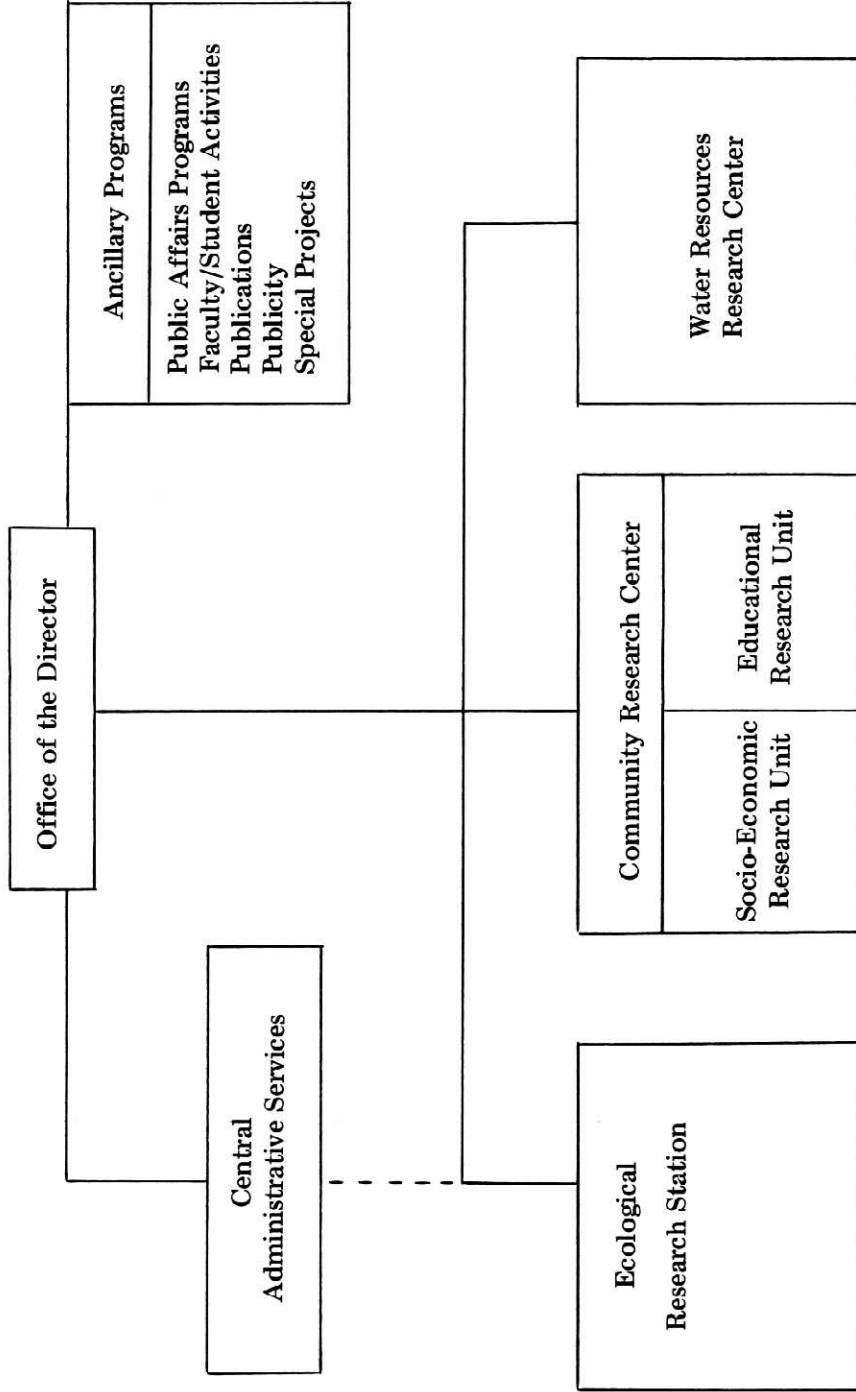 Office of the Director
Ancillary Programs
Public Affairs Programs
Faculty/Student Activities
Publications
Publicity
Special Projects
Central
Administrative Services
Ecological
Research Station
Community Research Center
Socio-Economic
Research Unit
Educational
Research Unit
Water Resources
Research Center